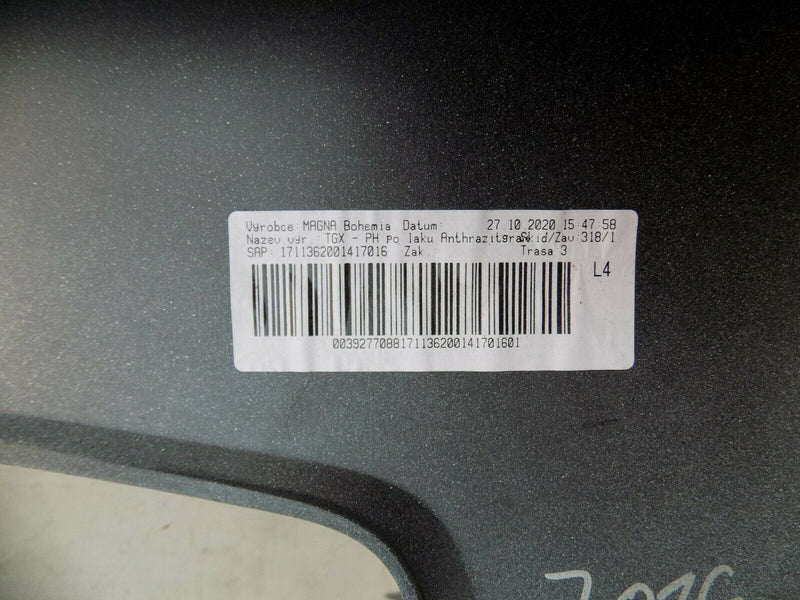 Vyrobce: MAGNA Bohemia Datum: 27 10 2020 15 47 58
Nazev vyr : TGX - PH po laku Anthrazitgrau Skid/Zav 318/1
SAP: 1711362001417016 Zak Trasa 3
L4
0039277088171136200141701601